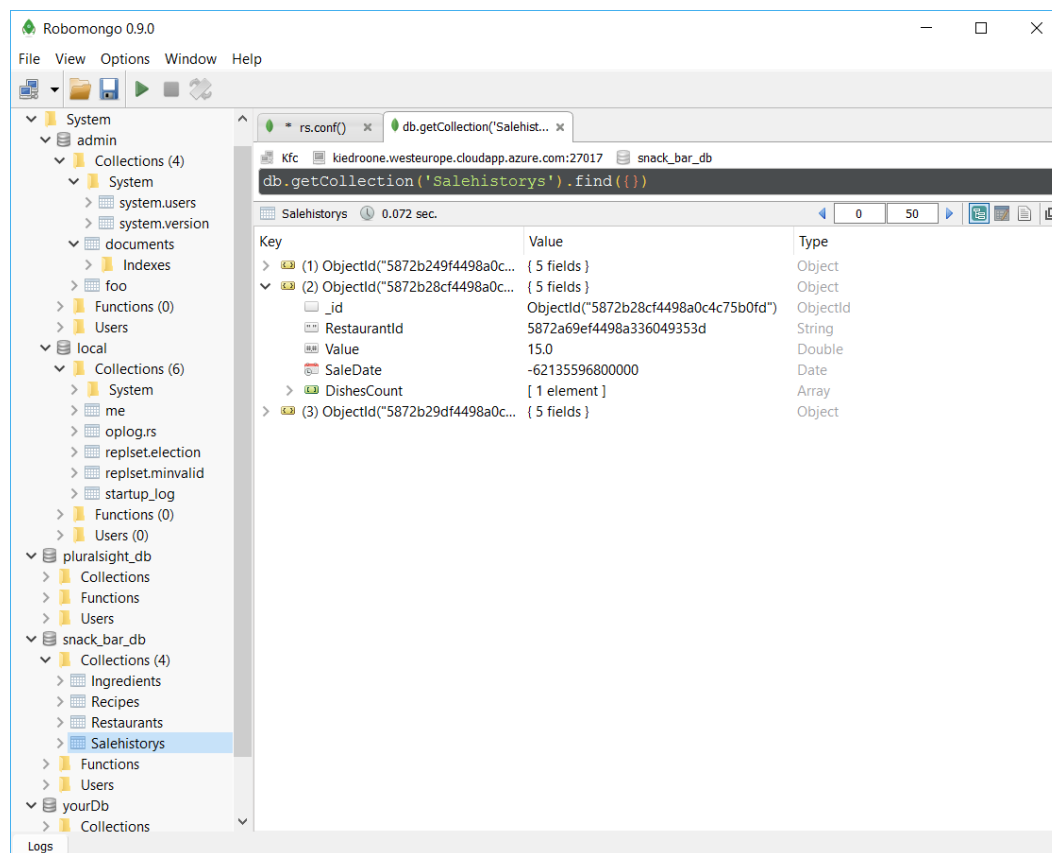 Robomongo 0.9.0
File View Options Window Help
System
admin
Collections (4)
System
system.users
system.version
documents
Indexes
foo
Functions (0)
Users
local
Collections (6)
System
me
oplog.rs
replset.election
replset.minvalid
startup_log
Functions (0)
Users (0)
pluralsight_db
Collections
Functions
Users
snack_bar_db
Collections (4)
Ingredients
Recipes
Restaurants
Salehistorys
Functions
Users
yourDb
Collections
Logs
* rs.conf() db.getCollection('Salehist...
Kfc kiedroone.westeurope.cloudapp.azure.com:27017 snack_bar_db
db.getCollection('Salehistorys').find({})
Salehistorys 0.072 sec. 0 50
Key Value Type
(1) ObjectId("5872b249f4498a0c... { 5 fields } Object
(2) ObjectId("5872b28cf4498a0c... { 5 fields } Object
_id ObjectId("5872b28cf4498a0c4c75b0fd") ObjectId
RestaurantId 5872a69ef4498a336049353d String
Value 15.0 Double
SaleDate -62135596800000 Date
DishesCount [ 1 element ] Array
(3) ObjectId("5872b29df4498a0c... { 5 fields } Object